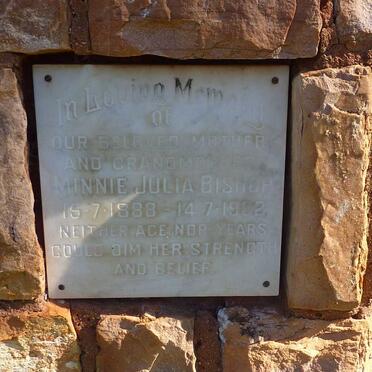 In Loving Memory
of
OUR BELOVED MOTHER
AND GRANDMOTHER
MINNIE JULIA BISHOP
15-7-1888 - 14-7-1982
NEITHER AGE, NOR YEARS
COULD DIM HER STRENGTH
AND BELIEF.